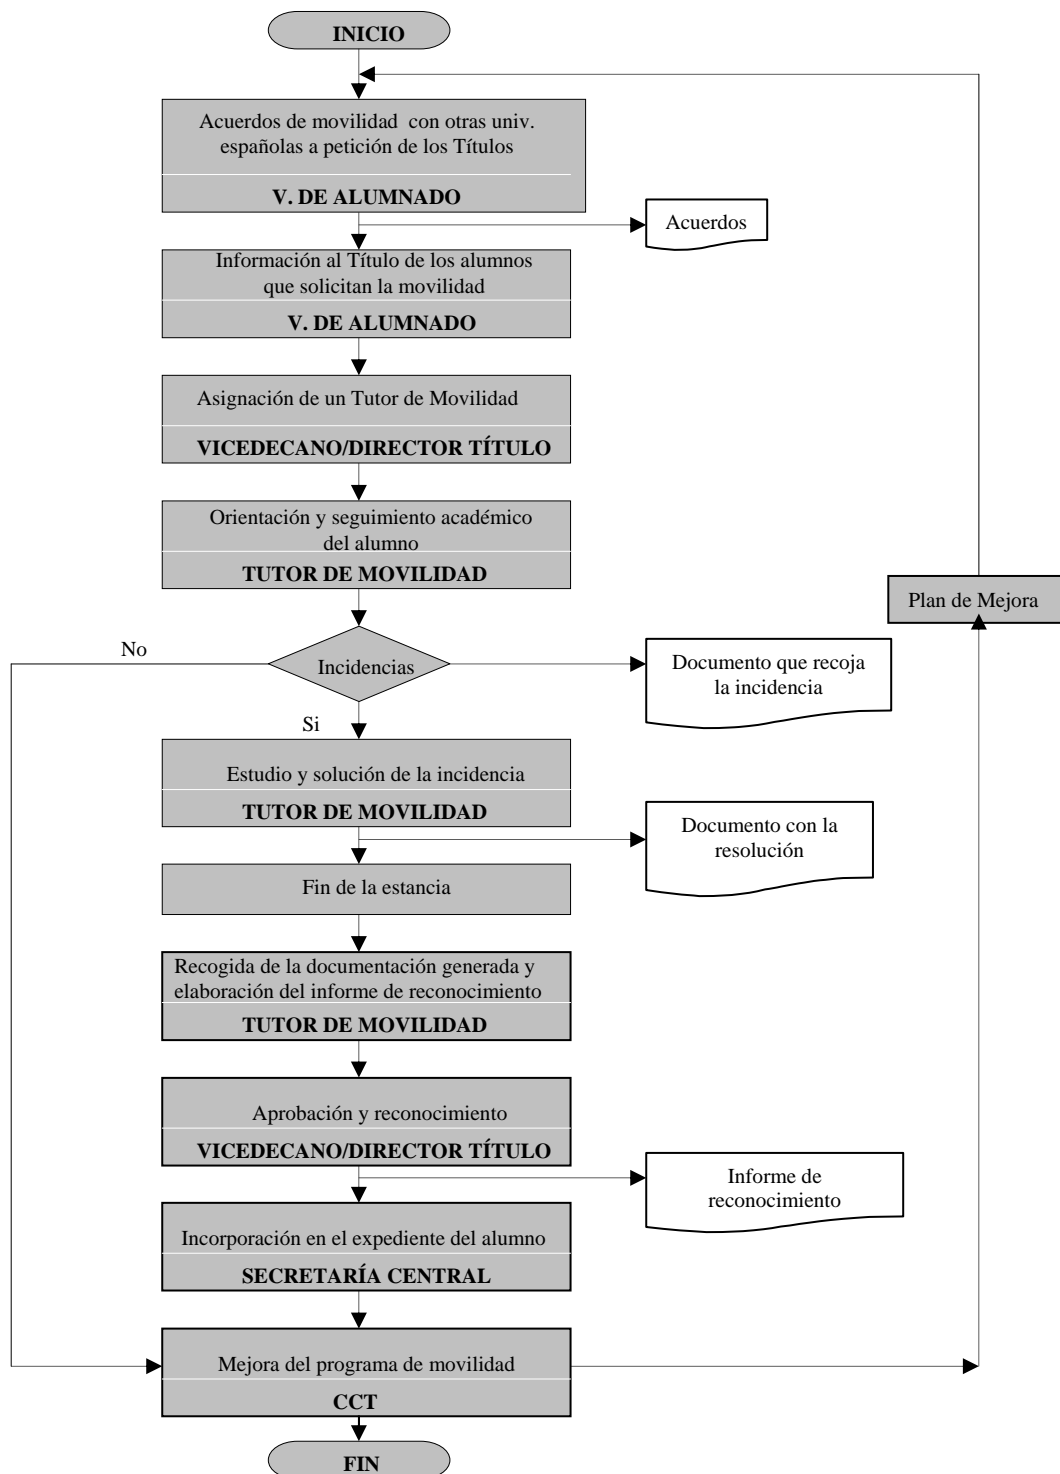 INICIO
Acuerdos de movilidad con otras univ.
españolas a petición de los Títulos
V. DE ALUMNADO
Acuerdos
Información al Título de los alumnos
que solicitan la movilidad
V. DE ALUMNADO
Asignación de un Tutor de Movilidad
VICEDECANO/DIRECTOR TÍTULO
Orientación y seguimiento académico
del alumno
TUTOR DE MOVILIDAD
Plan de Mejora
No
Incidencias
Documento que recoja
la incidencia
Si
Estudio y solución de la incidencia
TUTOR DE MOVILIDAD
Documento con la
resolución
Fin de la estancia
Recogida de la documentación generada y
elaboración del informe de reconocimiento
TUTOR DE MOVILIDAD
Aprobación y reconocimiento
VICEDECANO/DIRECTOR TÍTULO
Informe de
reconocimiento
Incorporación en el expediente del alumno
SECRETARÍA CENTRAL
Mejora del programa de movilidad
CCT
FIN